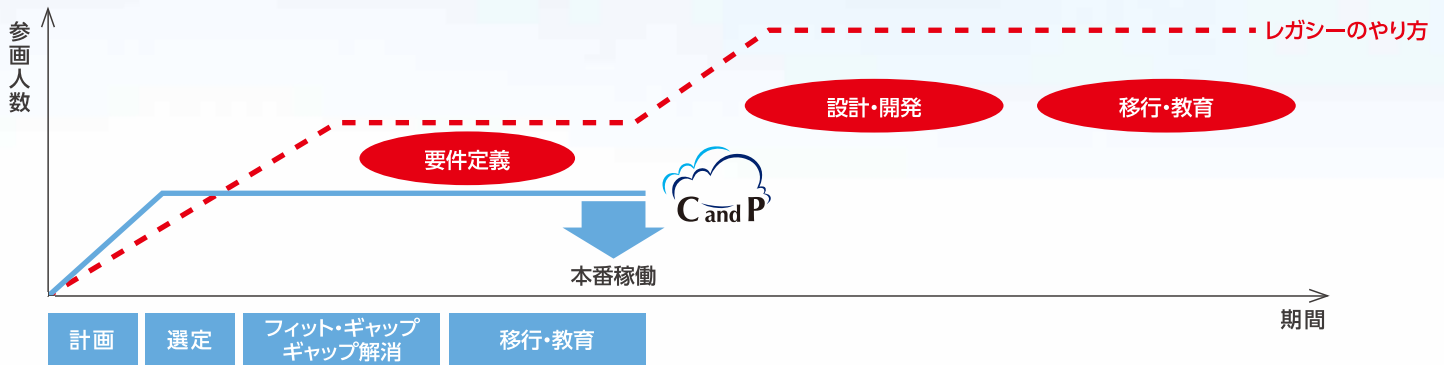 参画人数
レガシーのやり方
設計・開発
移行・教育
要件定義
C and P
本番稼働
期間
計画
選定
フィット・ギャップ
ギャップ解消
移行・教育